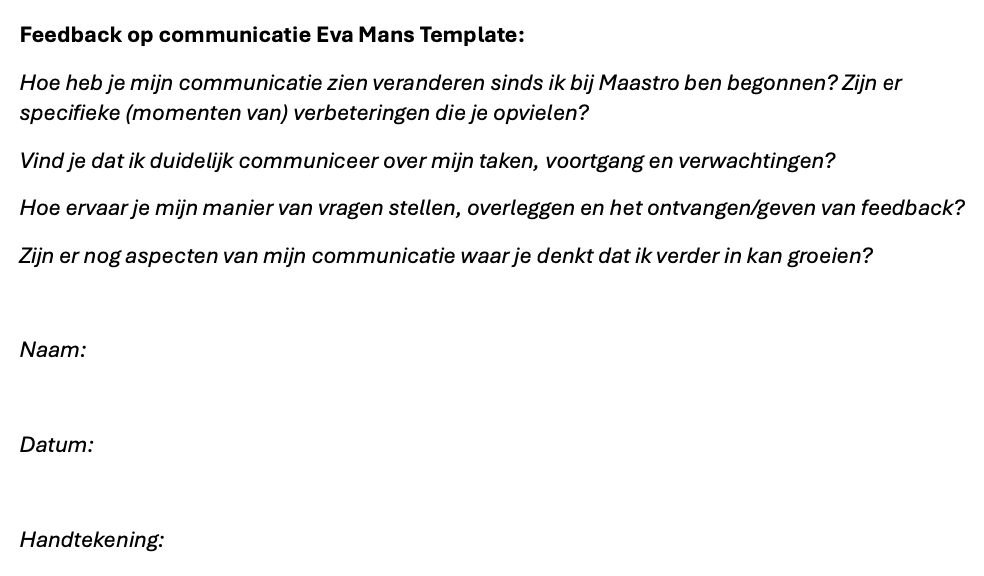 Feedback op communicatie Eva Mans Template:
Hoe heb je mijn communicatie zien veranderen sinds ik bij Maastro ben begonnen? Zijn er
specifieke (momenten van) verbeteringen die je opvielen?
Vind je dat ik duidelijk communiceer over mijn taken, voortgang en verwachtingen?
Hoe ervaar je mijn manier van vragen stellen, overleggen en het ontvangen/geven van feedback?
Zijn er nog aspecten van mijn communicatie waar je denkt dat ik verder in kan groeien?
Naam:
Datum:
Handtekening: